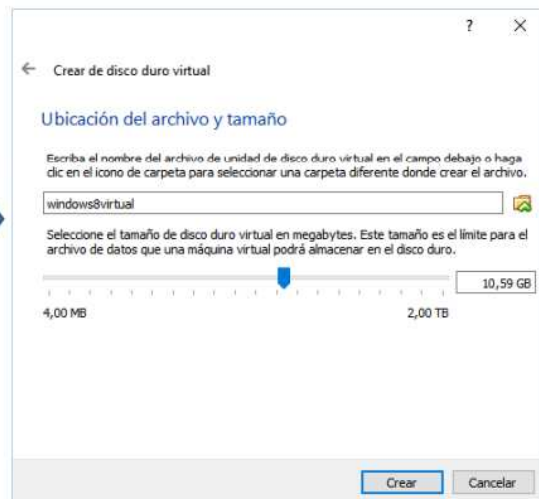 ?
Crear de disco duro virtual
Ubicación del archivo y tamaño
Escriba el nombre del archivo de unidad de disco duro virtual en el campo debajo o haga
clic en el icono de carpeta para seleccionar una carpeta diferente donde crear el archivo.
windows8virtual
Seleccione el tamaño de disco duro virtual en megabytes. Este tamaño es el límite para el
archivo de datos que una máquina virtual podrá almacenar en el disco duro.
10,59 GB
4,00 MB 2,00 TB
Crear Cancelar